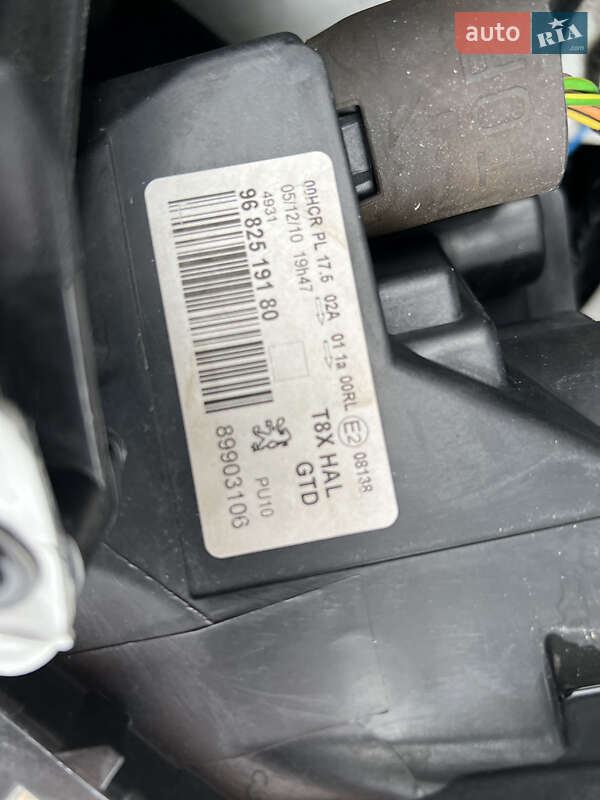 auto RIA .com
00HCR PL 17.5 02A 01 1a 00RL E2 08138
05/12/10 19h47
4931
T8X HAL
GTD
96 825 191 80
PU10
89903106